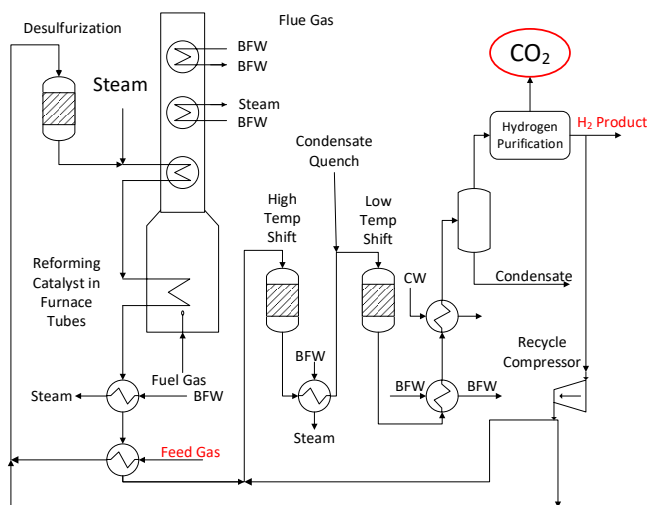 Desulfurization
Flue Gas
BFW
BFW
Steam
Steam
BFW
CO₂
H₂ Product
Hydrogen
Purification
Condensate
Quench
High
Temp
Shift
Low
Temp
Shift
Reforming
Catalyst in
Furnace
Tubes
CW
Condensate
Recycle
Compressor
BFW
Fuel Gas
Steam
BFW
BFW
BFW
Steam
Feed Gas